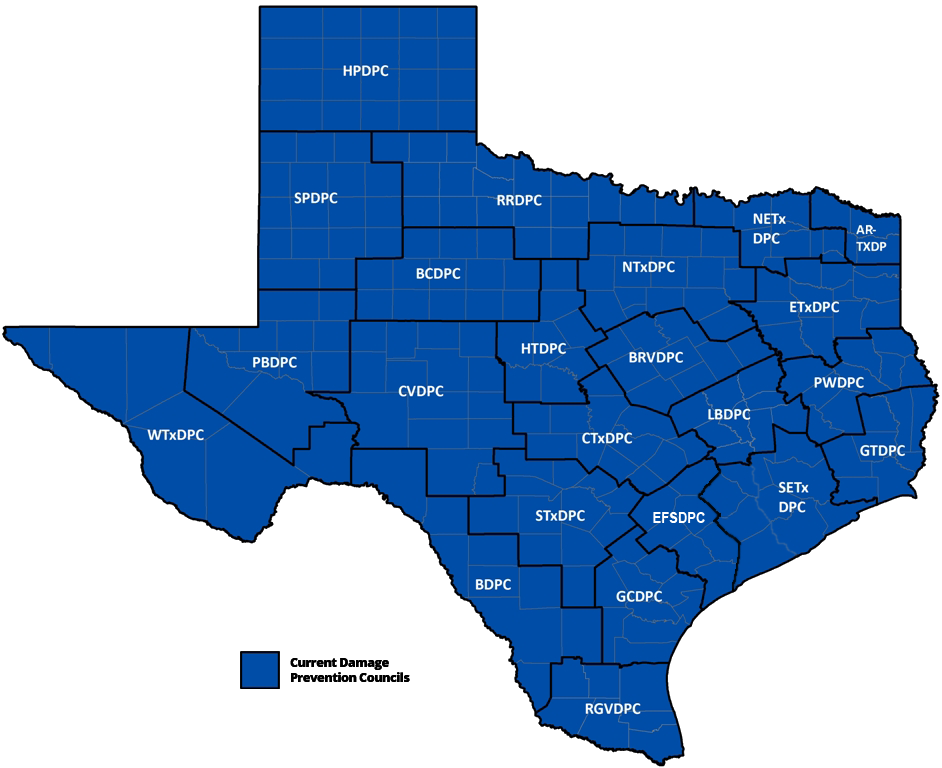 HPDPC
SPDPC
RRDPC
NETx
DPC
AR-
TXDP
BCDPC
NTxDPC
ETxDPC
PBDPC
HTDPC
BRVDPC
CVDPC
PWDPC
LBDPC
WTxDPC
CTxDPC
GTDPC
SETx
DPC
STxDPC
EFSDPC
BDPC
GCDPC
RGVDPC
Current Damage
Prevention Councils